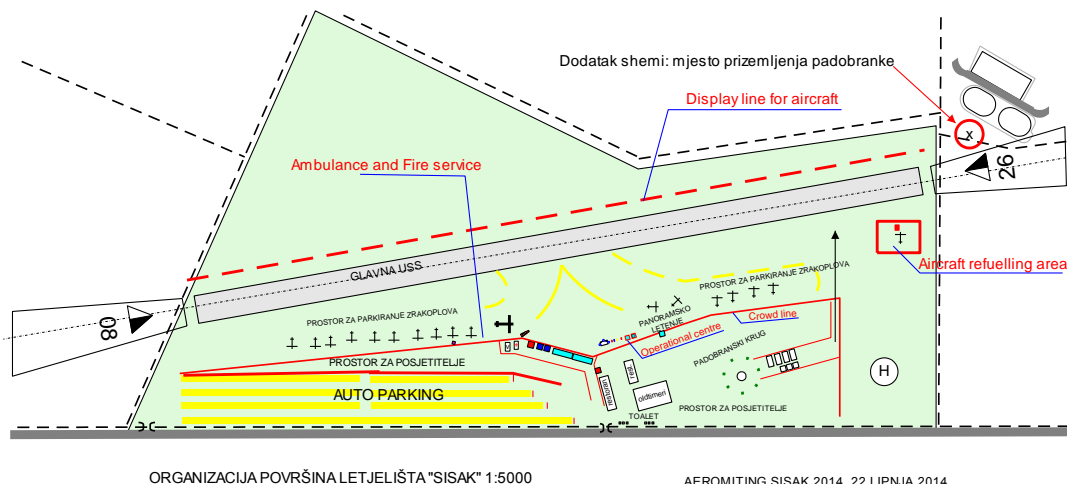 Dodatak shemi: mjesto prizemljenja padobranke
Display line for aircraft
x
Ambulance and Fire service
26
GLAVNA USS
Aircraft refuelling area
PROSTOR ZA PARKIRANJE ZRAKOPLOVA
08
PROSTOR ZA PARKIRANJE ZRAKOPLOVA
PANORAMSKO
LETENJE
Crowd line
Operational centre
PROSTOR ZA POSJETITELJE
PADOBRANSKI KRUG
H
AUTO PARKING
restoran
oldtimeri
PROSTOR ZA POSJETITELJE
TOALET
ORGANIZACIJA POVRŠINA LETJELIŠTA "SISAK" 1:5000
AEROMITING SISAK 2014, 22 LIPNJA 2014